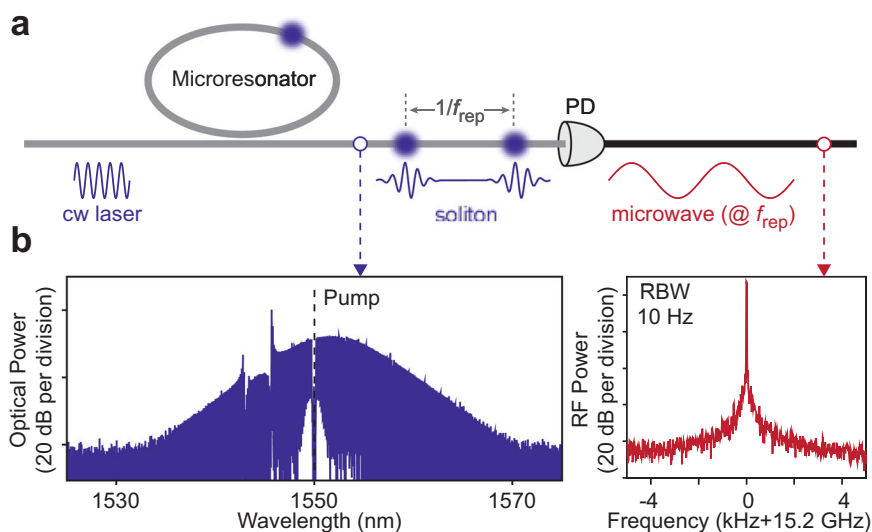 a
Microresonator
1/frep
PD
cw laser
soliton
microwave (@ frep)
b
Optical Power
(20 dB per division)
Pump
1530
1550
1570
Wavelength (nm)
RF Power
(20 dB per division)
RBW
10 Hz
-4
0
4
Frequency (kHz+15.2 GHz)